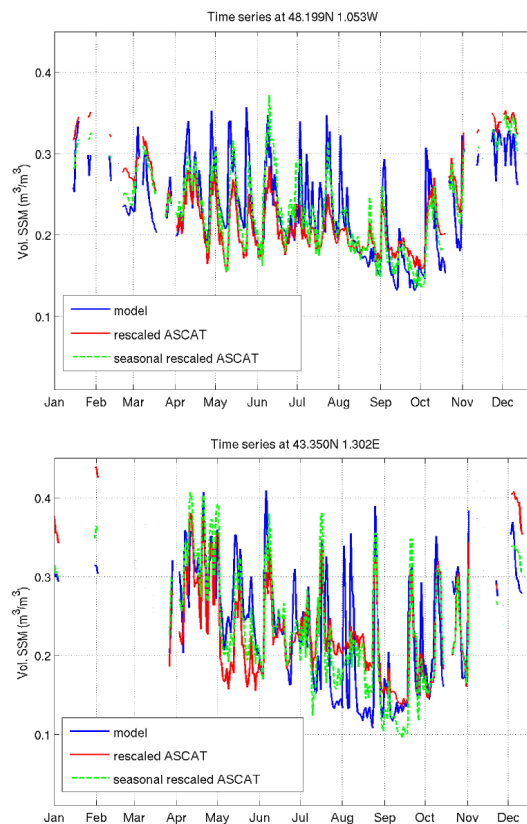 Time series at 48.199N 1.053W
Vol. SSM (m³/m³)
0.4
0.3
0.2
0.1
model
rescaled ASCAT
seasonal rescaled ASCAT
Jan Feb Mar Apr May Jun Jul Aug Sep Oct Nov Dec
Time series at 43.350N 1.302E
Vol. SSM (m³/m³)
0.4
0.3
0.2
0.1
model
rescaled ASCAT
seasonal rescaled ASCAT
Jan Feb Mar Apr May Jun Jul Aug Sep Oct Nov Dec